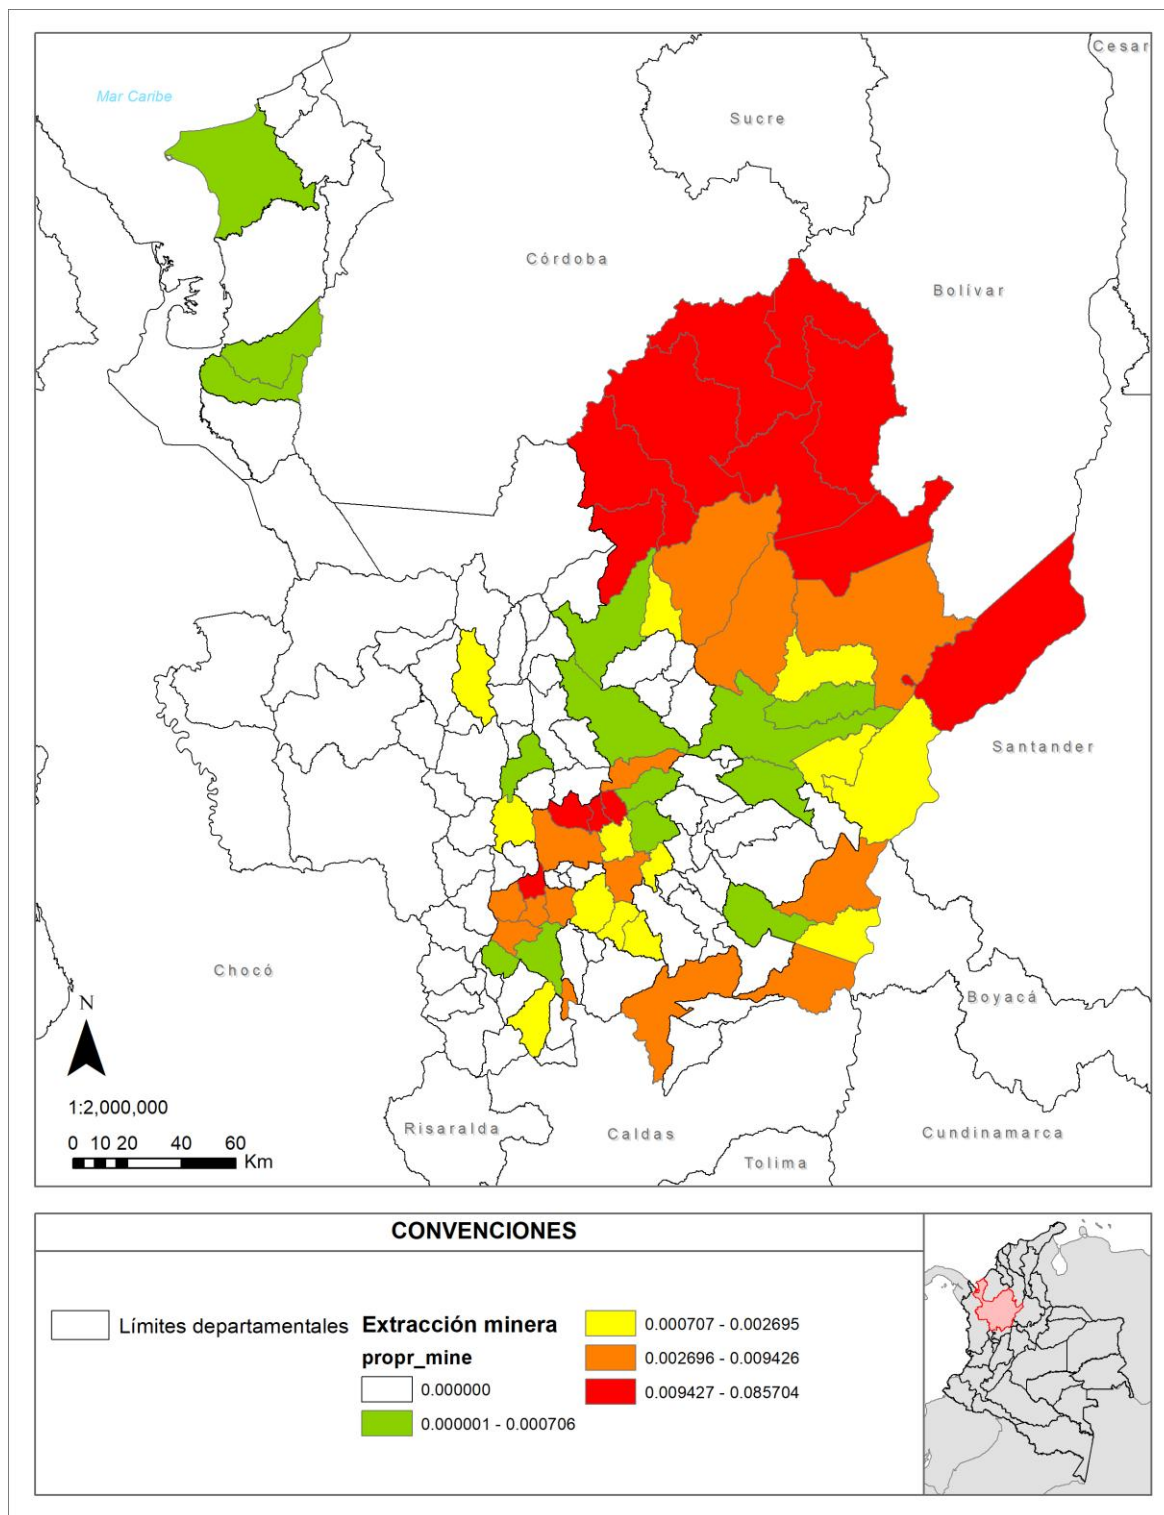 Cesar
Mar Caribe
Sucre
Córdoba
Bolívar
Santander
Chocó
Boyacá
N
1:2,000,000
0 10 20 40 60
Km
Risaralda
Caldas
Cundinamarca
Tolima
CONVENCIONES
Límites departamentales
Extracción minera
propr_mine
0.000000
0.000001 - 0.000706
0.000707 - 0.002695
0.002696 - 0.009426
0.009427 - 0.085704